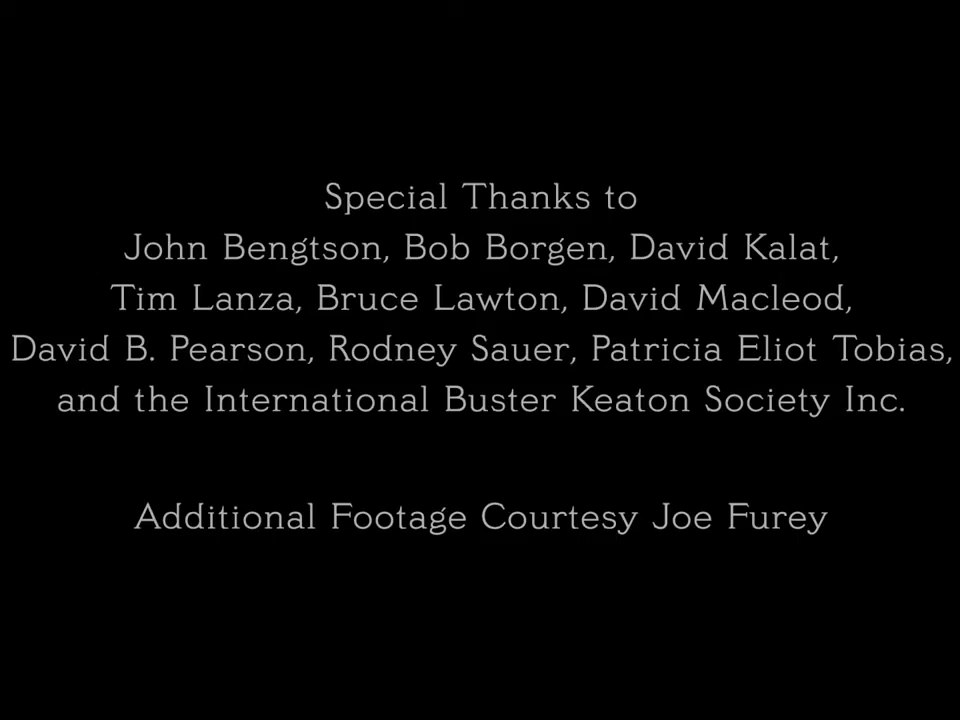 Special Thanks to
John Bengtson, Bob Borgen, David Kalat,
Tim Lanza, Bruce Lawton, David Macleod,
David B. Pearson, Rodney Sauer, Patricia Eliot Tobias,
and the International Buster Keaton Society Inc.
Additional Footage Courtesy Joe Furey